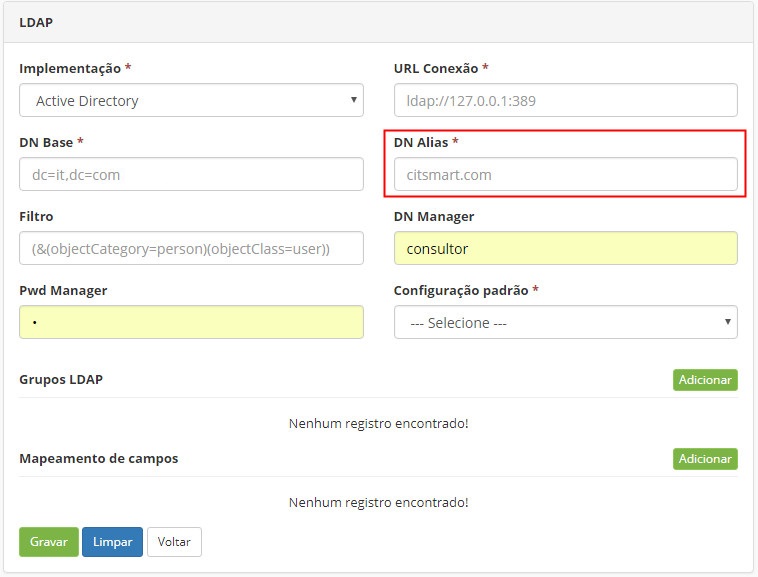 LDAP
Implementação * URL Conexão *
Active Directory ldap://127.0.0.1:389
DN Base * DN Alias *
dc=it,dc=com citsmart.com
Filtro DN Manager
(&(objectCategory=person)(objectClass=user)) consultor
Pwd Manager Configuração padrão *
• --- Selecione ---
Grupos LDAP Adicionar
Nenhum registro encontrado!
Mapeamento de campos Adicionar
Nenhum registro encontrado!
Gravar Limpar Voltar